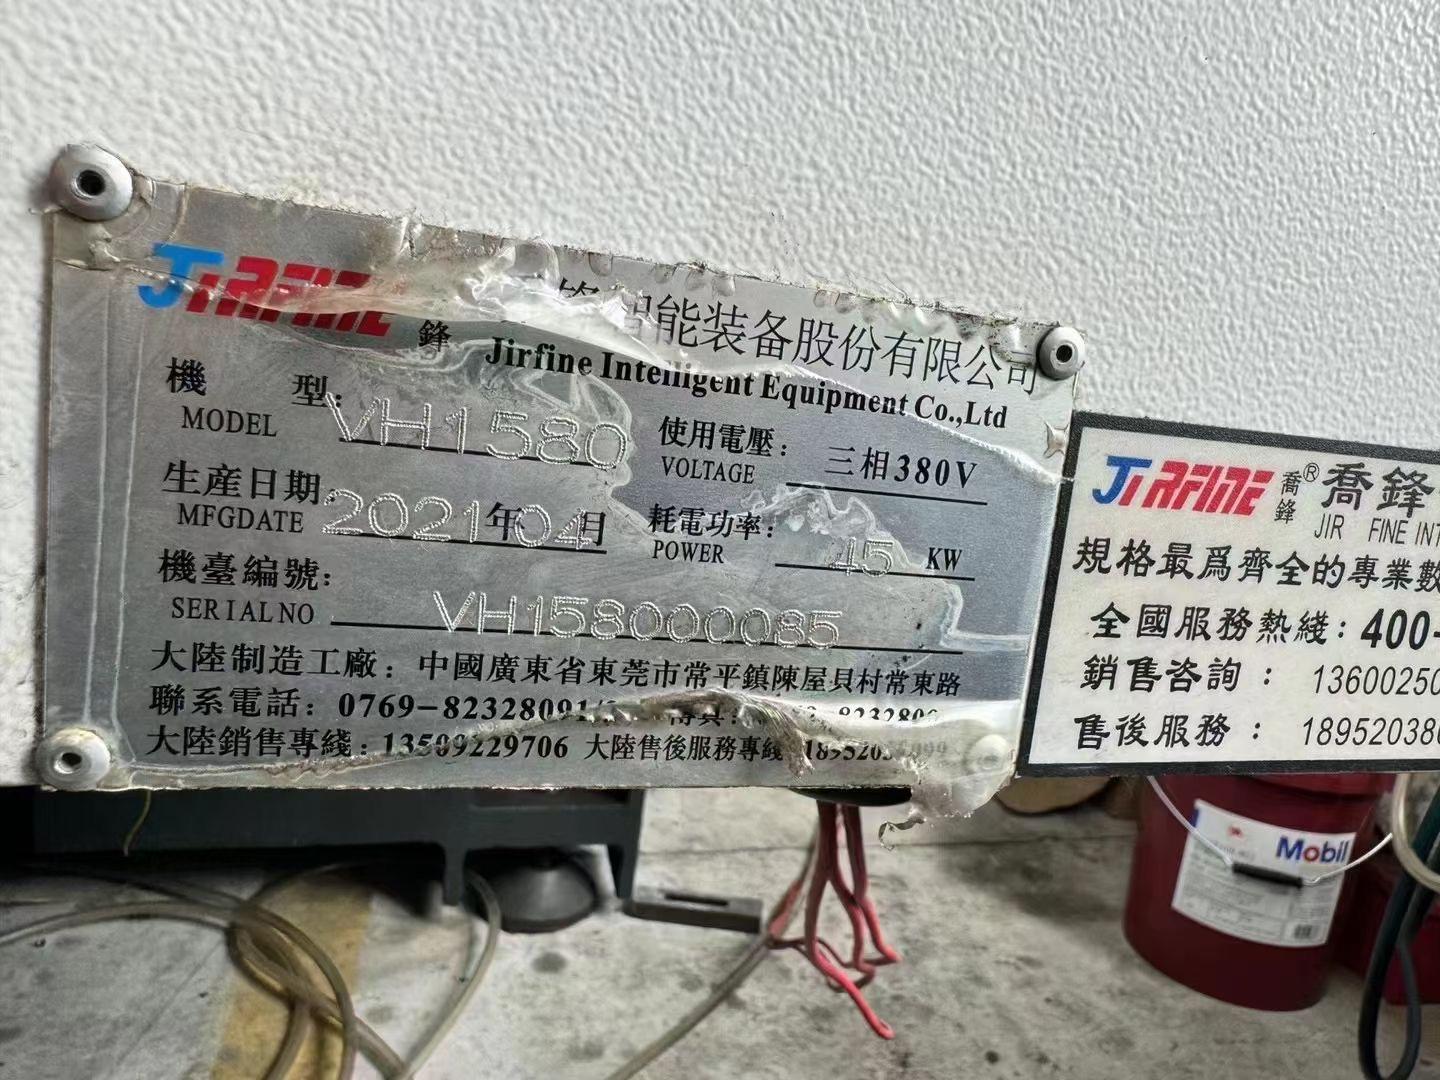 JIRFINE 鋒 智能装备股份有限公司
Jirfine Intelligent Equipment Co.,Ltd
機 型: VH1580
MODEL
使用電壓: 三相380V
VOLTAGE
生産日期 2021年04月
MFGDATE
耗電功率: 45 KW
POWER
機臺編號:
SERIALNO VH158000085
大陸制造工廠: 中國廣東省東莞市常平鎮陳屋貝村常東路
聯系電話: 0769-82328091
大陸銷售專綫: 13509229706 大陸售後服務專綫
JIRFINE 喬鋒® 喬鋒
JIR FINE INT
規格最爲齊全的專業數
全國服務熱綫: 400-
銷售咨詢: 13600250
售後服務: 189520380
Mobil